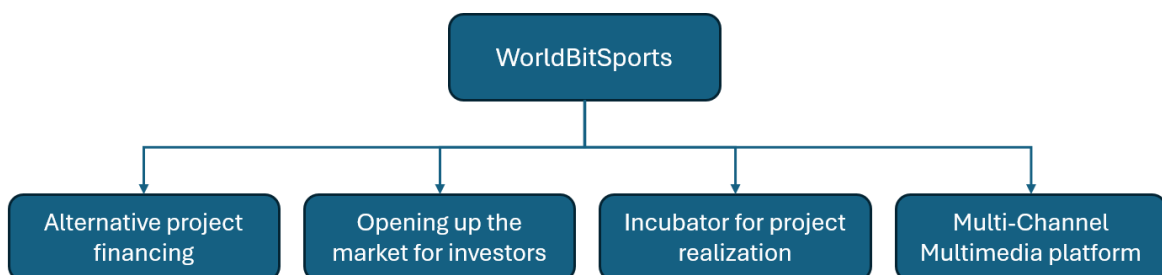 WorldBitSports
Alternative project
financing
Opening up the
market for investors
Incubator for project
realization
Multi-Channel
Multimedia platform